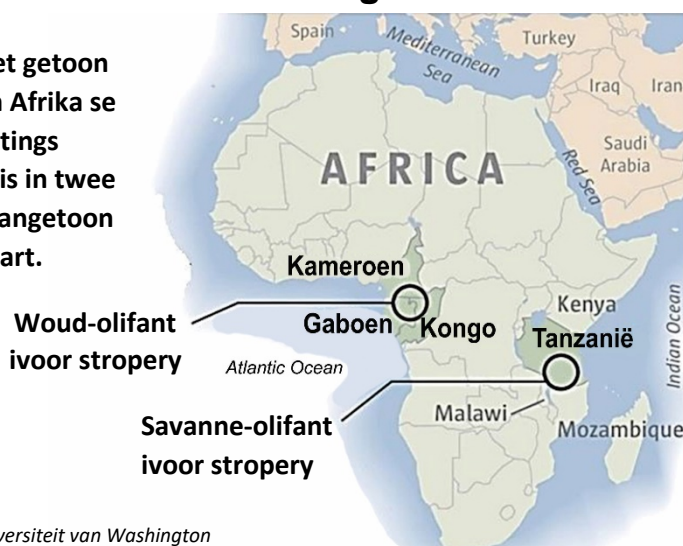 Spain
Mediterranean
Sea
Turkey
Iraq
Iran
Saudi
Arabia
Red Sea
et getoon
Afrika se
tings
is in twee
angetoon
art.
AFRICA
Kameroen
Gaboen
Kongo
Kenya
Tanzanië
Woud-olifant
ivoor stropery
Atlantic Ocean
Indian Ocean
Malawi
Mozambique
Savanne-olifant
ivoor stropery
versiteit van Washington